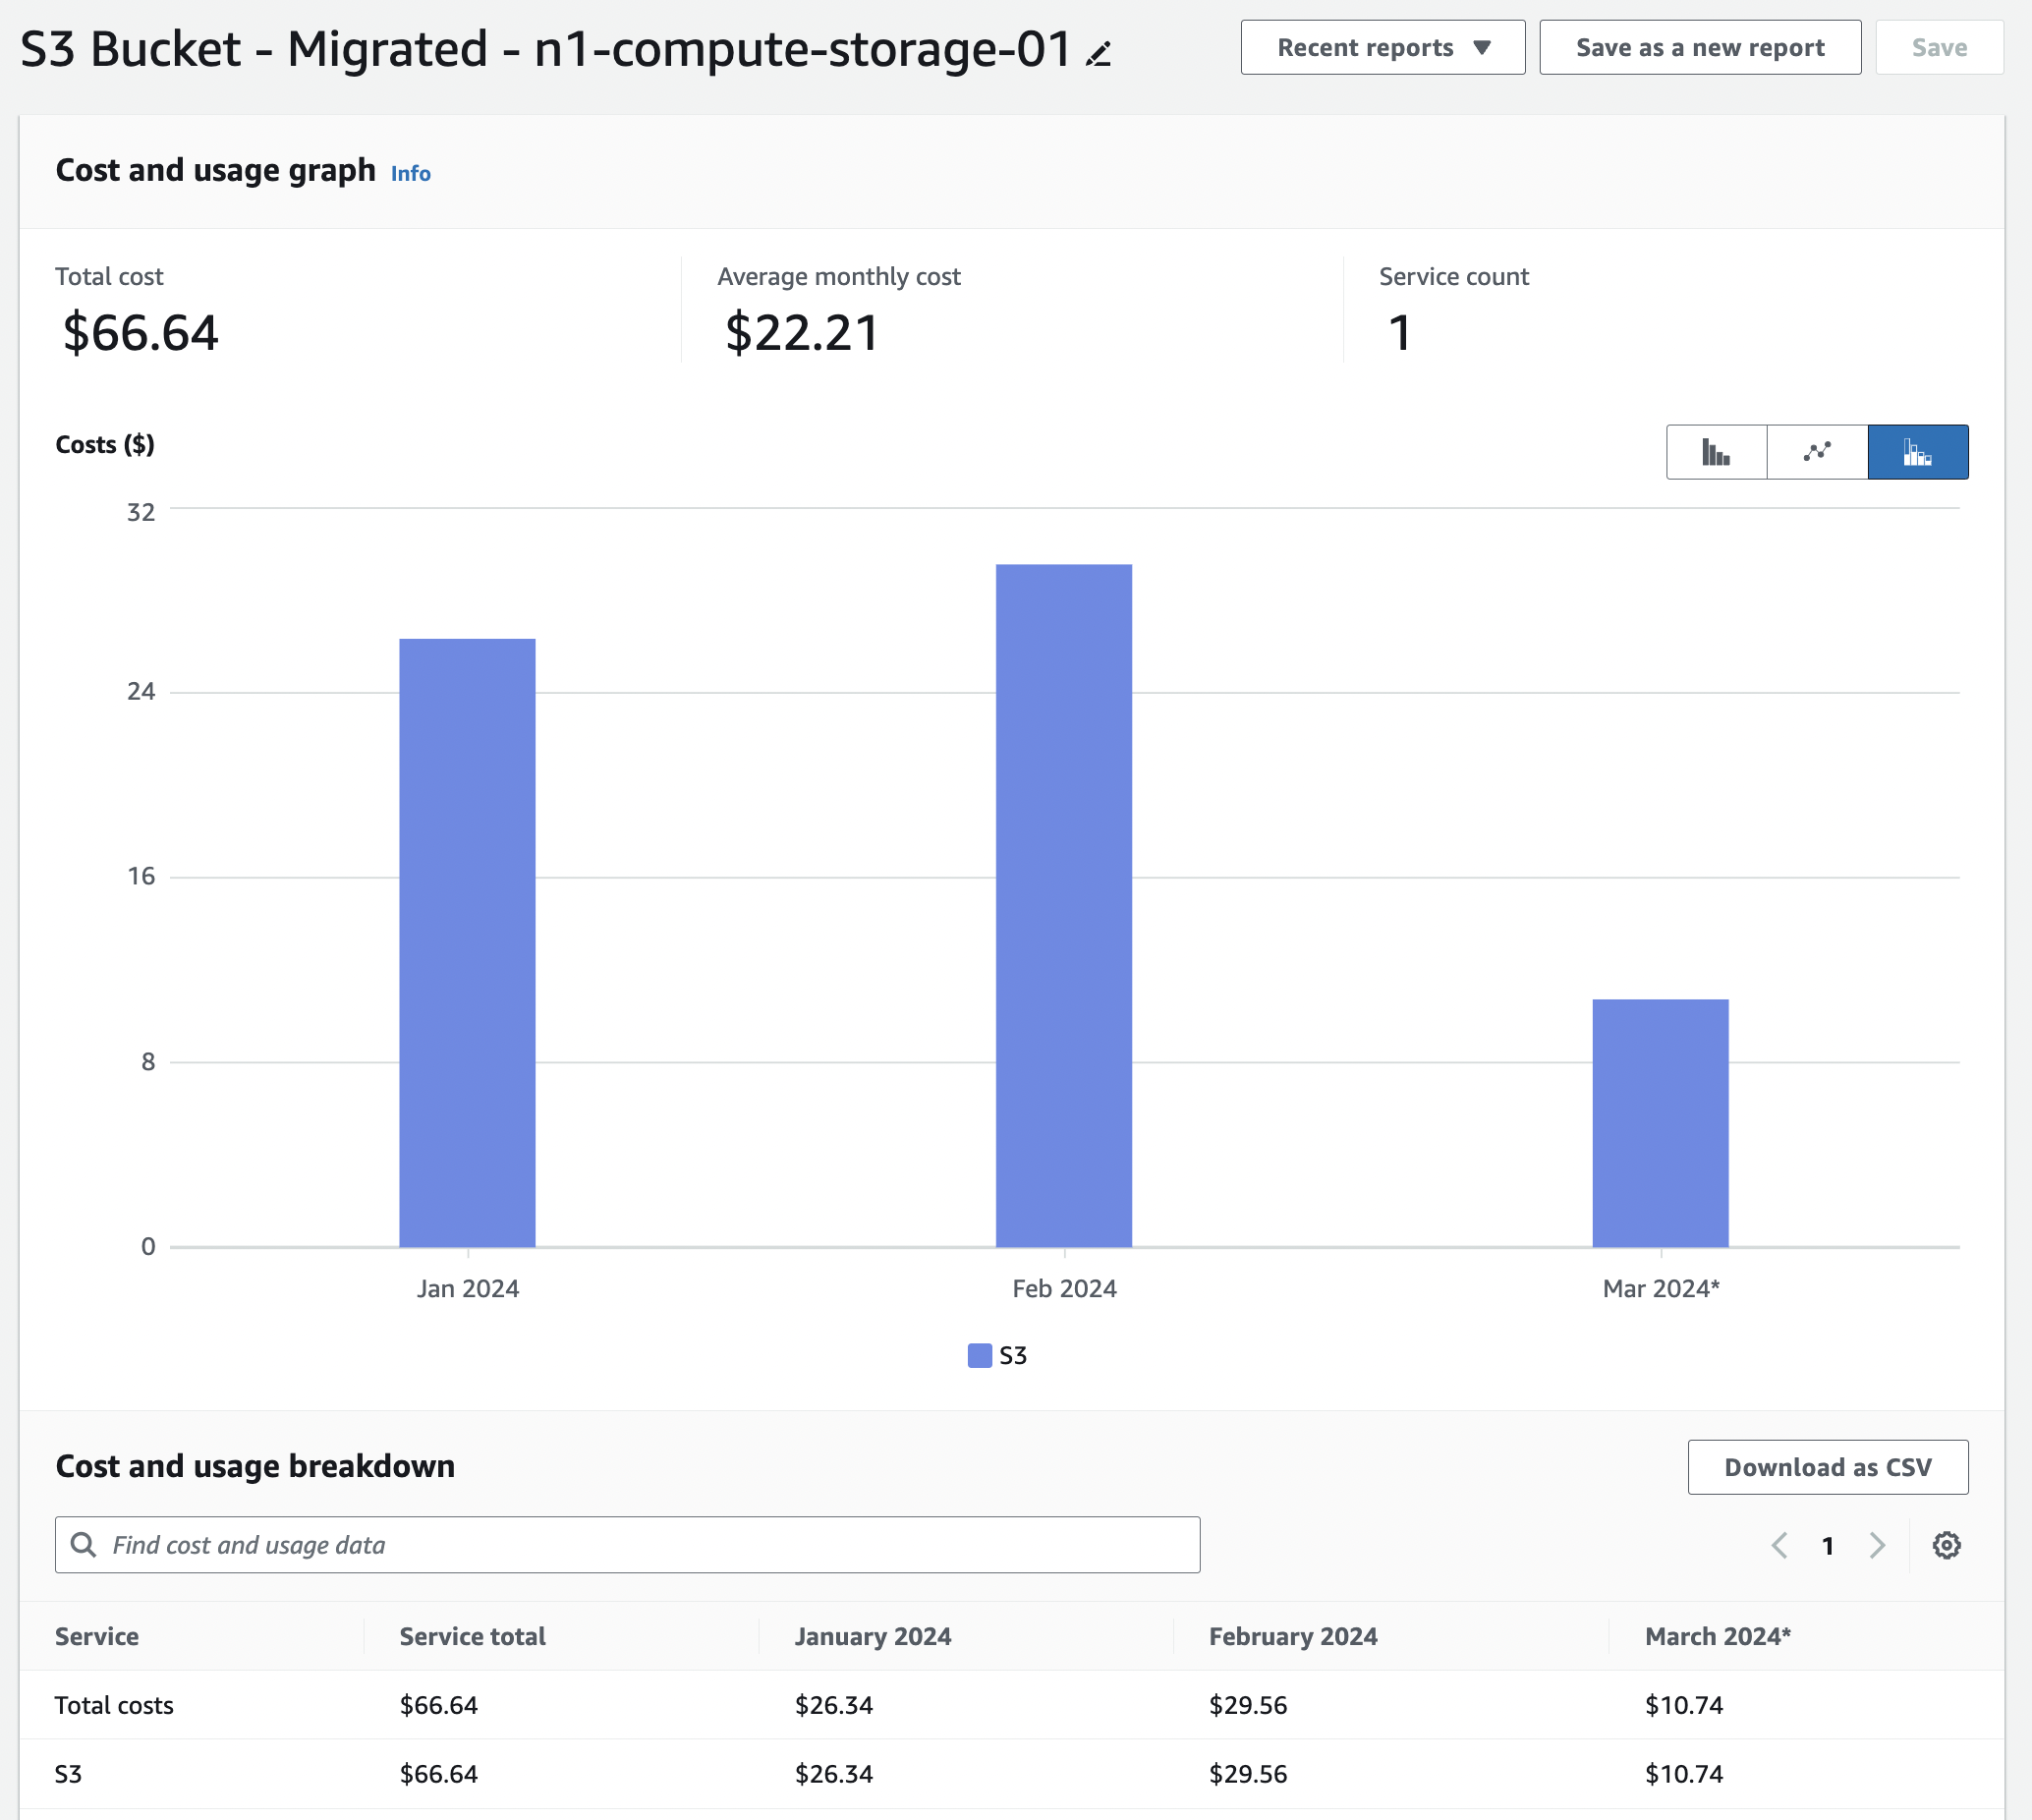 S3 Bucket - Migrated - n1-compute-storage-01
Recent reports
Save as a new report
Save
Cost and usage graph Info
Total cost
$66.64
Average monthly cost
$22.21
Service count
1
Costs ($)
32
24
16
8
0
Jan 2024
Feb 2024
Mar 2024*
S3
Cost and usage breakdown
Download as CSV
Find cost and usage data
1
Service Service total January 2024 February 2024 March 2024*
Total costs $66.64 $26.34 $29.56 $10.74
S3 $66.64 $26.34 $29.56 $10.74